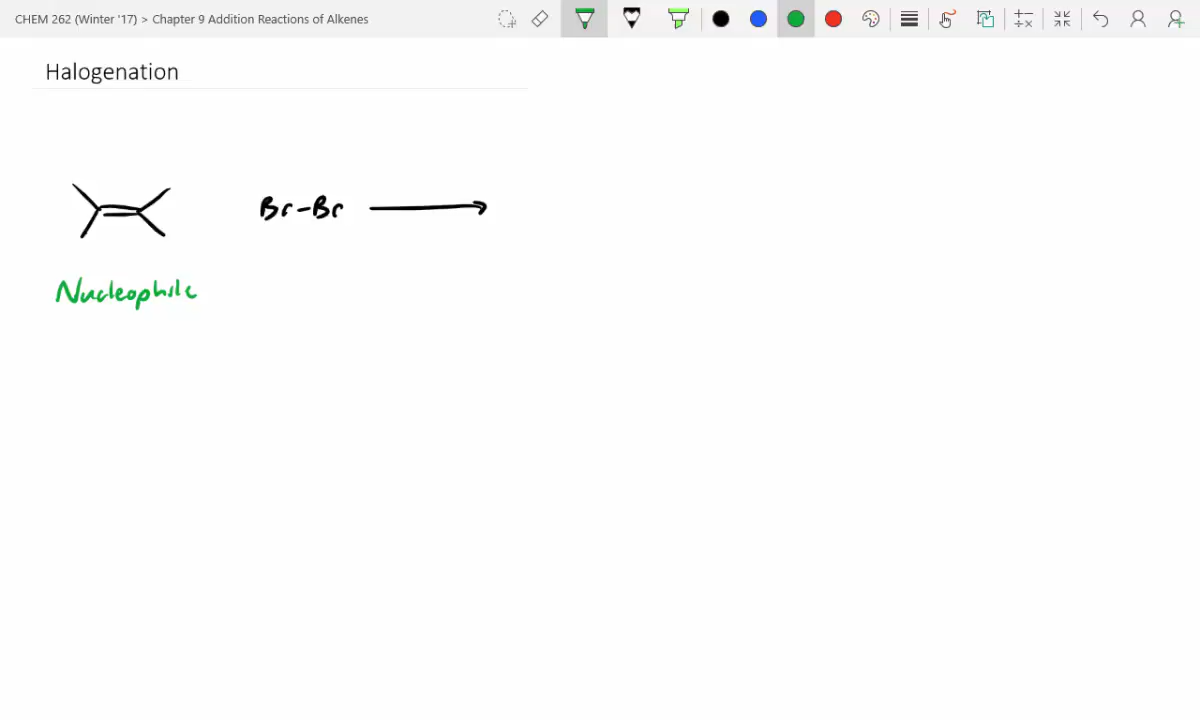 CHEM 262 (Winter '17) > Chapter 9 Addition Reactions of Alkenes
Halogenation
Br-Br
Nucleophile